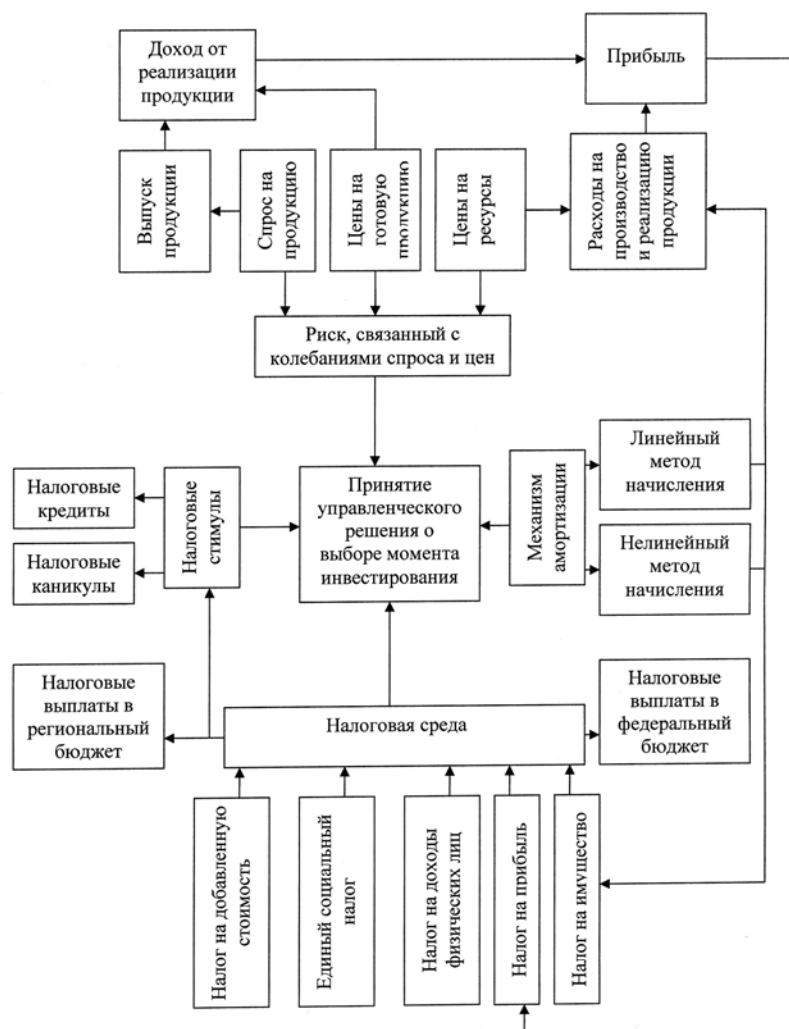 Доход от
реализации
продукции
Прибыль
Выпуск
продукции
Спрос на
продукцию
Цены на
готовую
продукцию
Цены на
ресурсы
Расходы на
производство
и реализацию
продукции
Риск, связанный с
колебаниями спроса и цен
Налоговые
кредиты
Налоговые
каникулы
Налоговые
стимулы
Принятие
управленческого
решения о
выборе момента
инвестирования
Механизм
амортизации
Линейный
метод
начисления
Нелинейный
метод
начисления
Налоговые
выплаты в
региональный
бюджет
Налоговая среда
Налоговые
выплаты в
федеральный
бюджет
Налог на добавленную
стоимость
Единый социальный
налог
Налог на доходы
физических лиц
Налог на прибыль
Налог на имущество